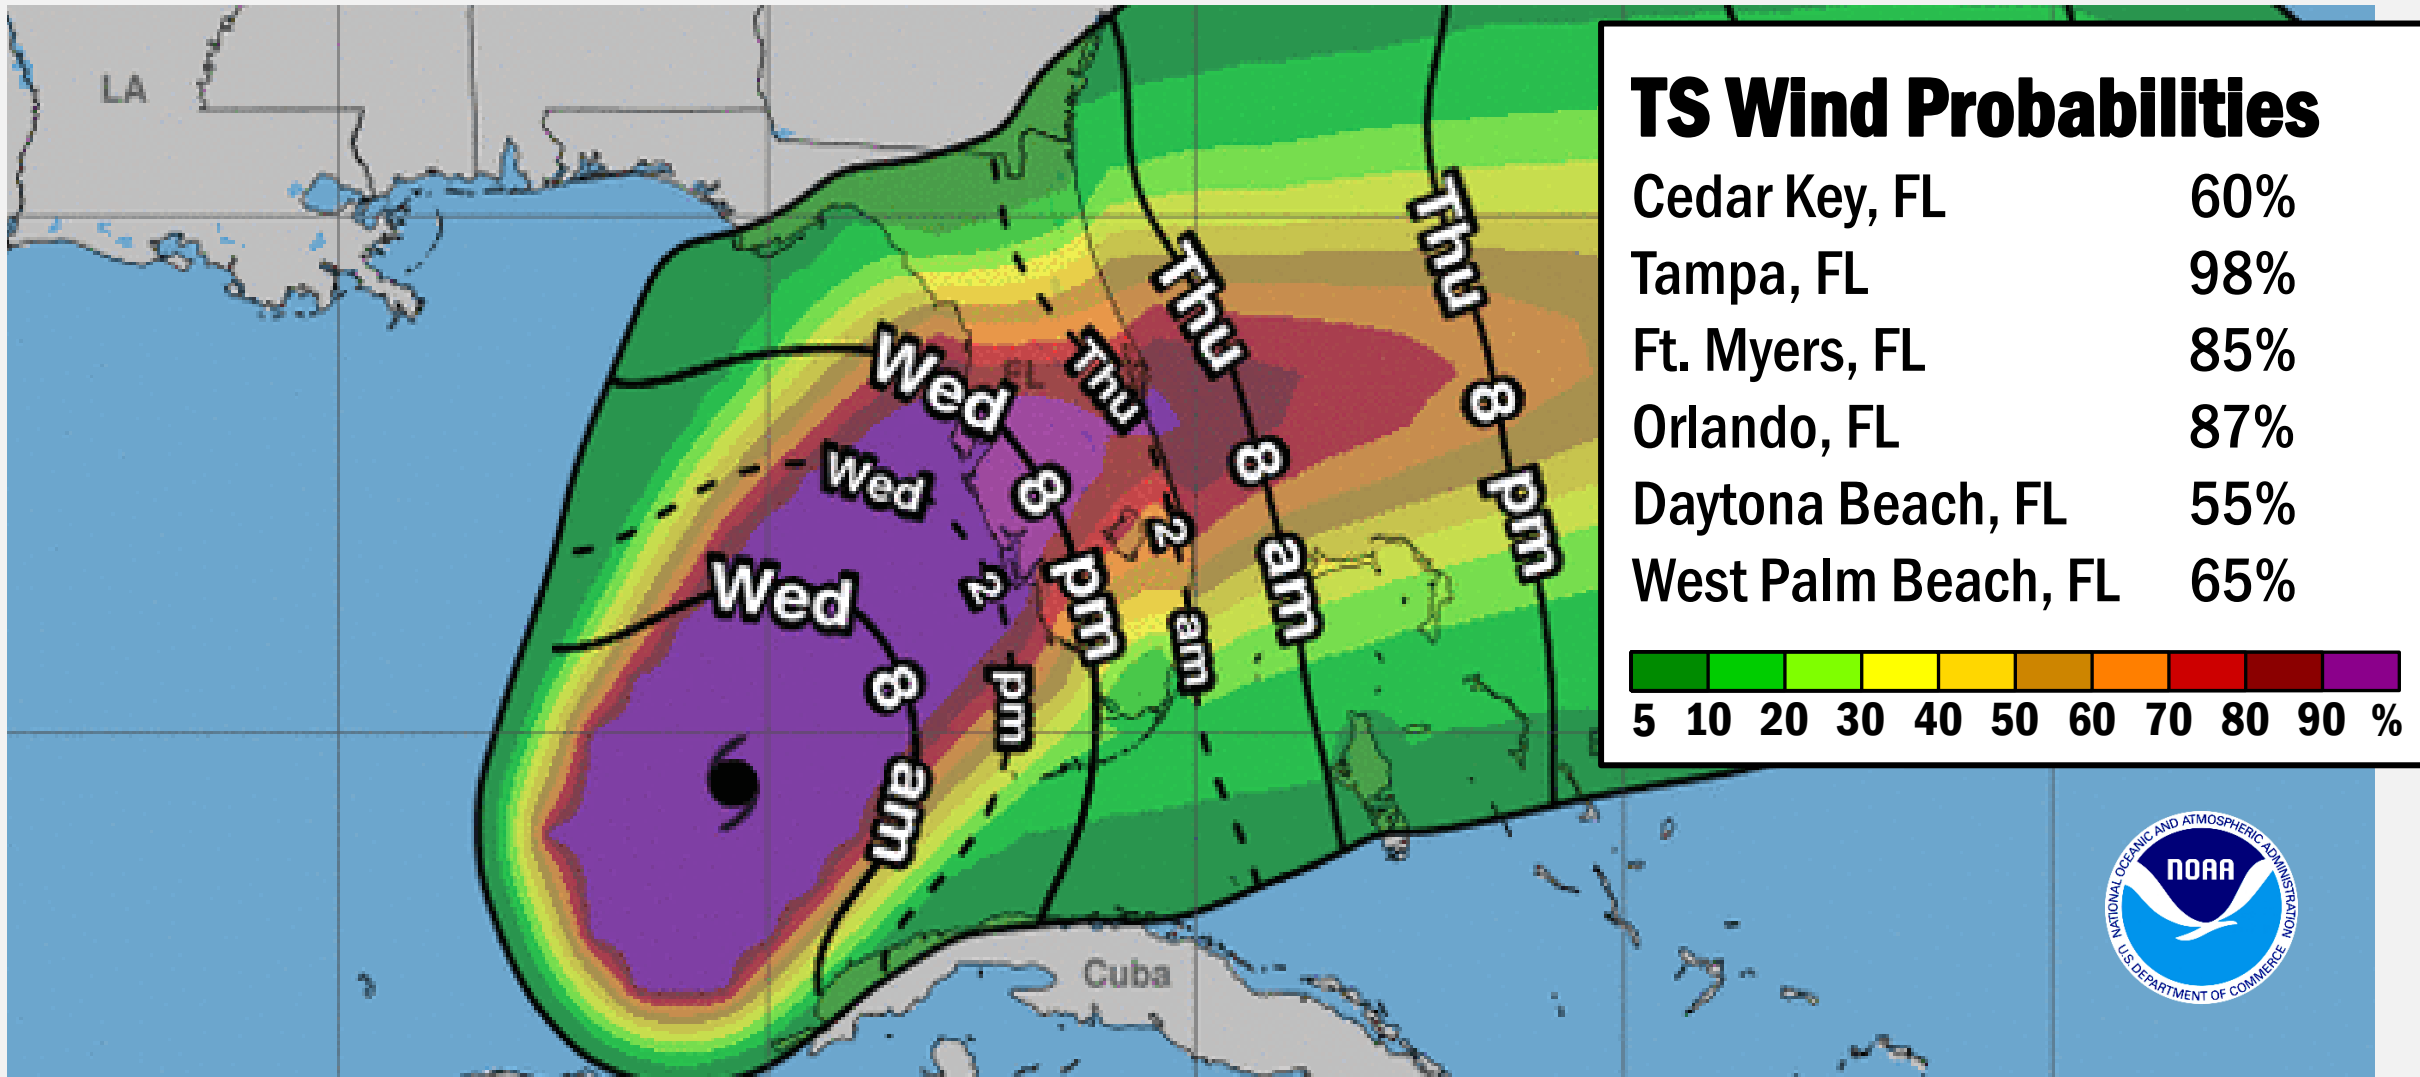 LA
FL
Wed 8 am
Wed 2 pm
Wed 8 pm
Thu 2 am
Thu 8 am
Thu 8 pm
Cuba
TS Wind Probabilities
Cedar Key, FL 60%
Tampa, FL 98%
Ft. Myers, FL 85%
Orlando, FL 87%
Daytona Beach, FL 55%
West Palm Beach, FL 65%
5 10 20 30 40 50 60 70 80 90 %
NATIONAL OCEANIC AND ATMOSPHERIC ADMINISTRATION
NOAA
U.S. DEPARTMENT OF COMMERCE